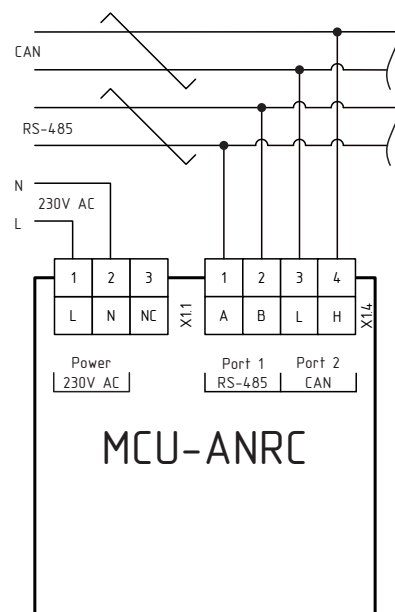 CAN
RS-485
N
230V AC
L
1 2 3 1 2 3 4
L N NC X1.1 A B L H X1.4
Power Port 1 Port 2
230V AC RS-485 CAN
MCU-ANRC